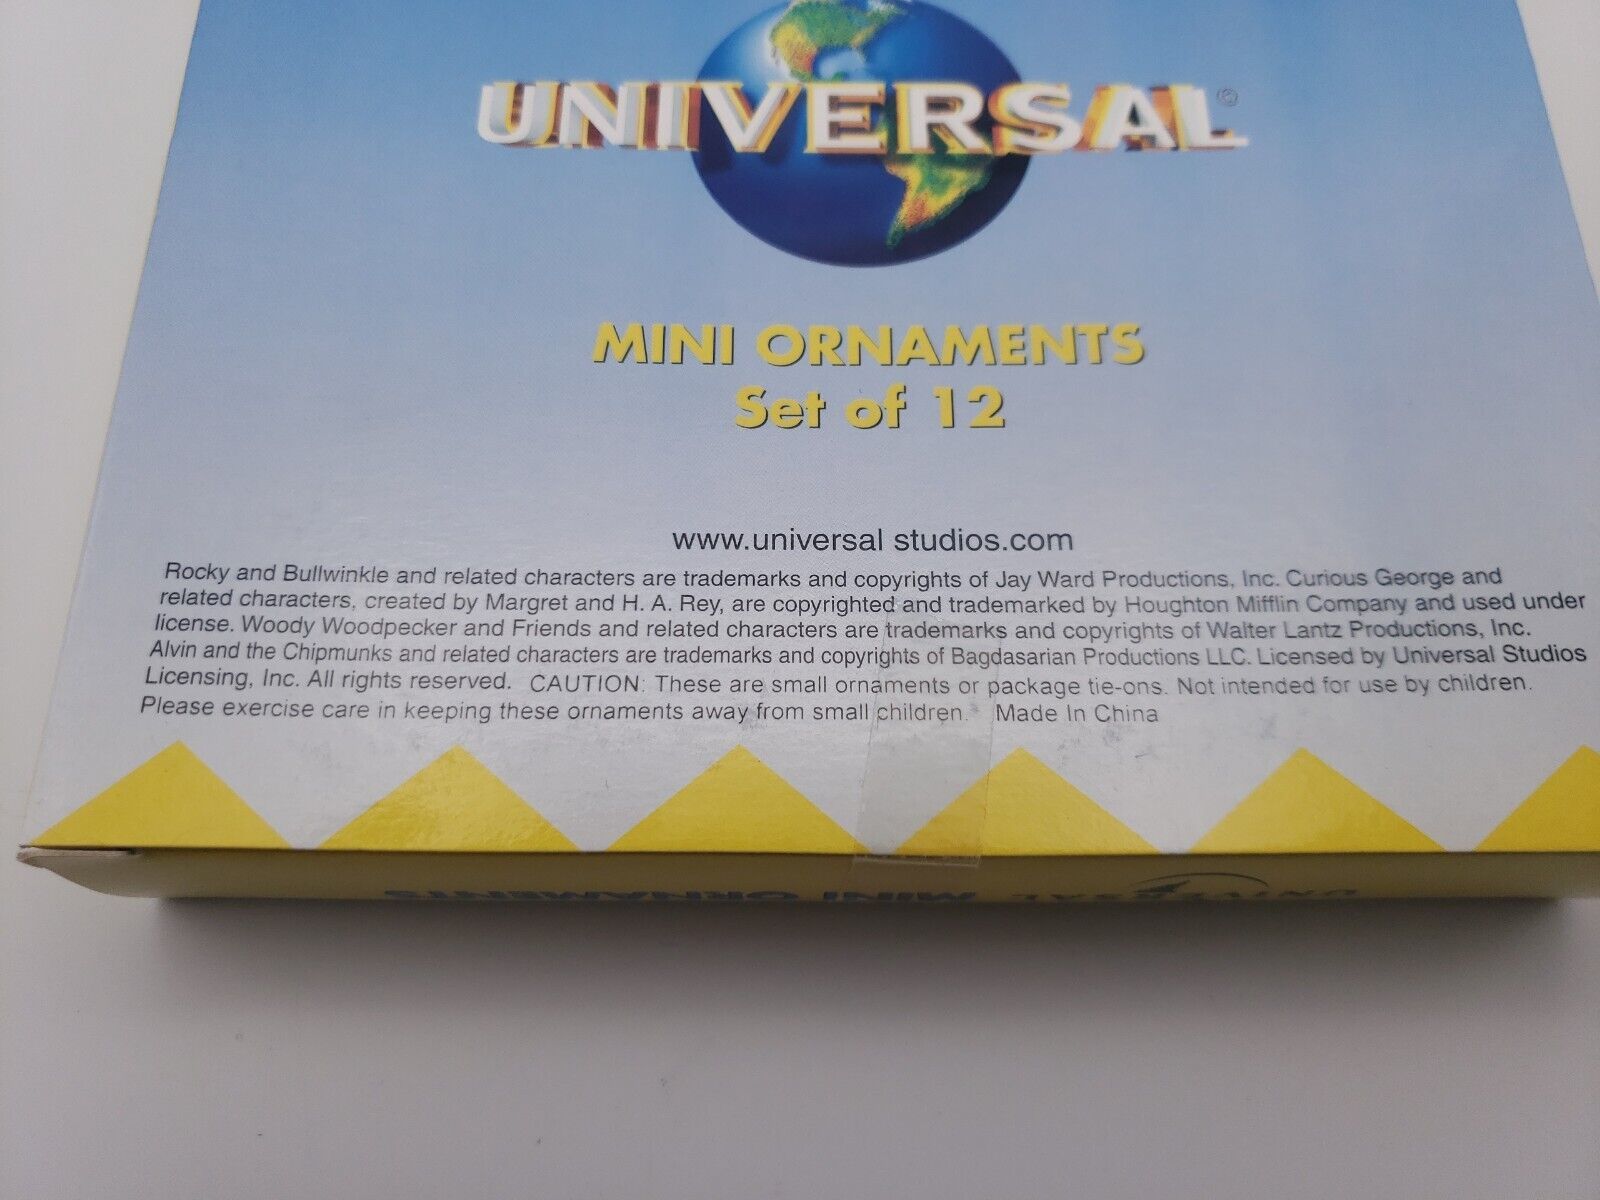 UNIVERSAL©
MINI ORNAMENTS
Set of 12
www.universal studios.com
Rocky and Bullwinkle and related characters are trademarks and copyrights of Jay Ward Productions, Inc. Curious George and
related characters, created by Margret and H. A. Rey, are copyrighted and trademarked by Houghton Mifflin Company and used under
license. Woody Woodpecker and Friends and related characters are trademarks and copyrights of Walter Lantz Productions, Inc.
Alvin and the Chipmunks and related characters are trademarks and copyrights of Bagdasarian Productions LLC. Licensed by Universal Studios
Licensing, Inc. All rights reserved. CAUTION: These are small ornaments or package tie-ons. Not intended for use by children.
Please exercise care in keeping these ornaments away from small children. Made In China
UNIVERSAL MINI ORNAMENTS